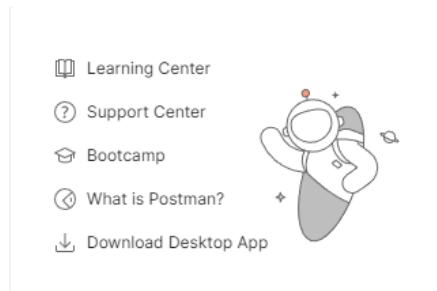 Learning Center
Support Center
Bootcamp
What is Postman?
Download Desktop App